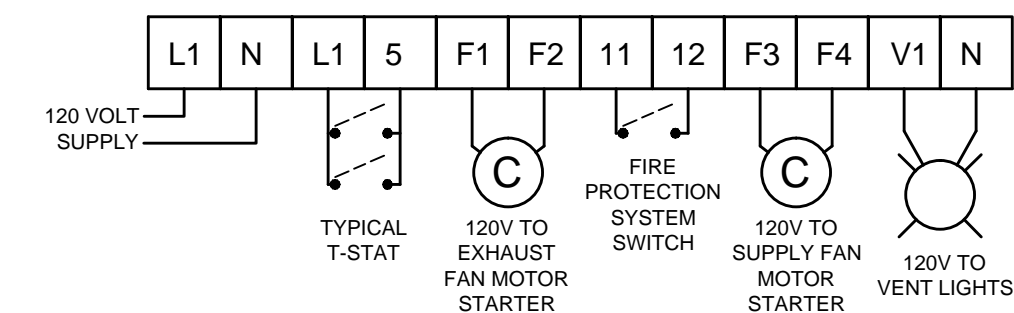 L1 N L1 5 F1 F2 11 12 F3 F4 V1 N
120 VOLT
SUPPLY
TYPICAL
T-STAT
C
120V TO
EXHAUST
FAN MOTOR
STARTER
FIRE
PROTECTION
SYSTEM
SWITCH
C
120V TO
SUPPLY FAN
MOTOR
STARTER
120V TO
VENT LIGHTS